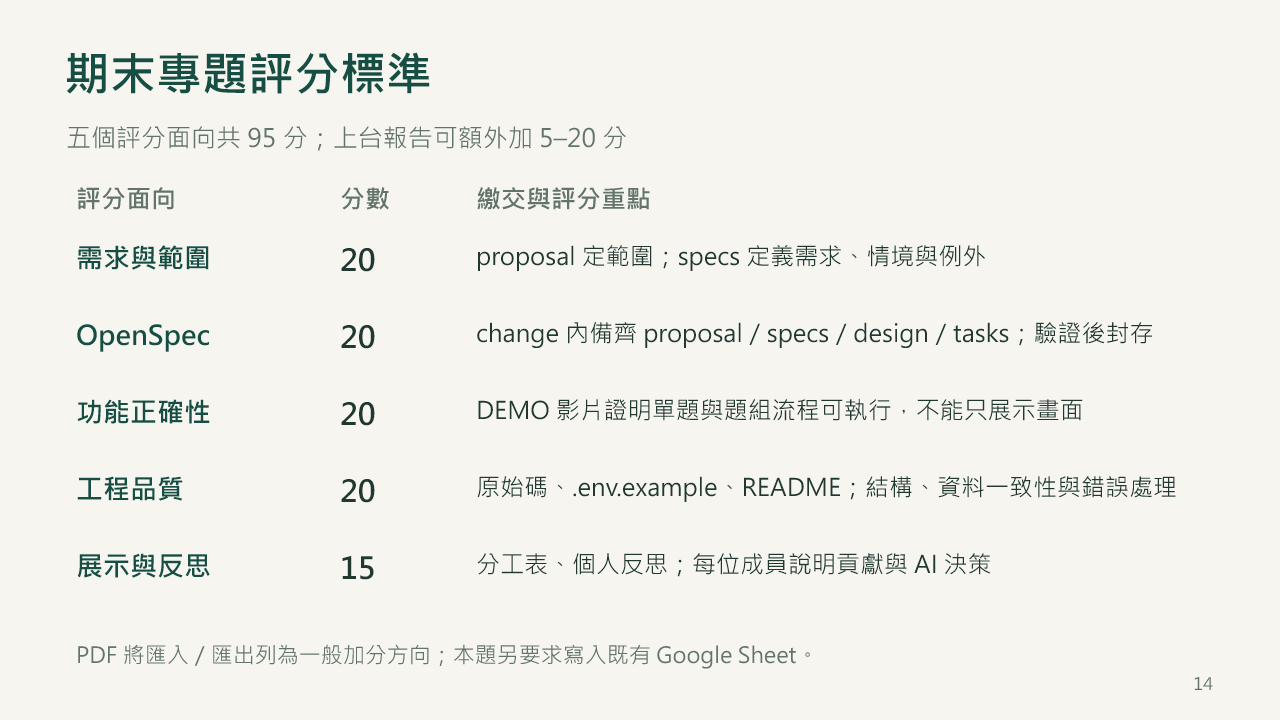 期末專題評分標準
五個評分面向共 95 分；上台報告可額外加 5–20 分
評分面向 分數 繳交與評分重點
需求與範圍 20 proposal 定範圍；specs 定義需求、情境與例外
OpenSpec 20 change 內備齊 proposal / specs / design / tasks；驗證後封存
功能正確性 20 DEMO 影片證明單題與題組流程可執行，不能只展示畫面
工程品質 20 原始碼、.env.example、README；結構、資料一致性與錯誤處理
展示與反思 15 分工表、個人反思；每位成員說明貢獻與 AI 決策
PDF 將匯入 / 匯出列為一般加分方向；本題另要求寫入既有 Google Sheet。
14